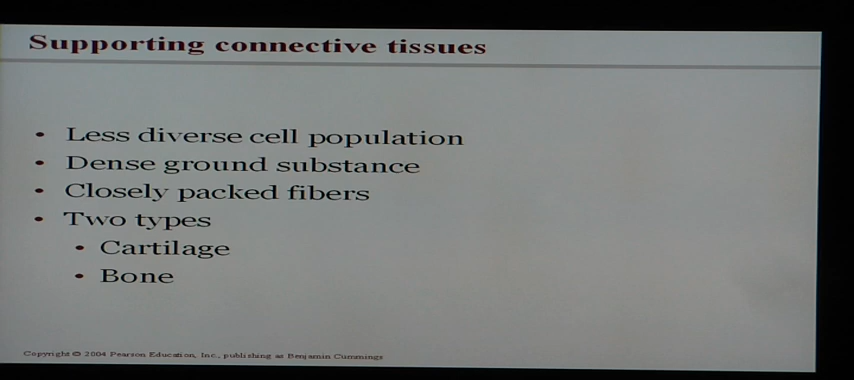 Supporting connective tissues
• Less diverse cell population
• Dense ground substance
• Closely packed fibers
• Two types
• Cartilage
• Bone
Copyright © 2004 Pearson Education, Inc., publishing as Benjamin Cummings